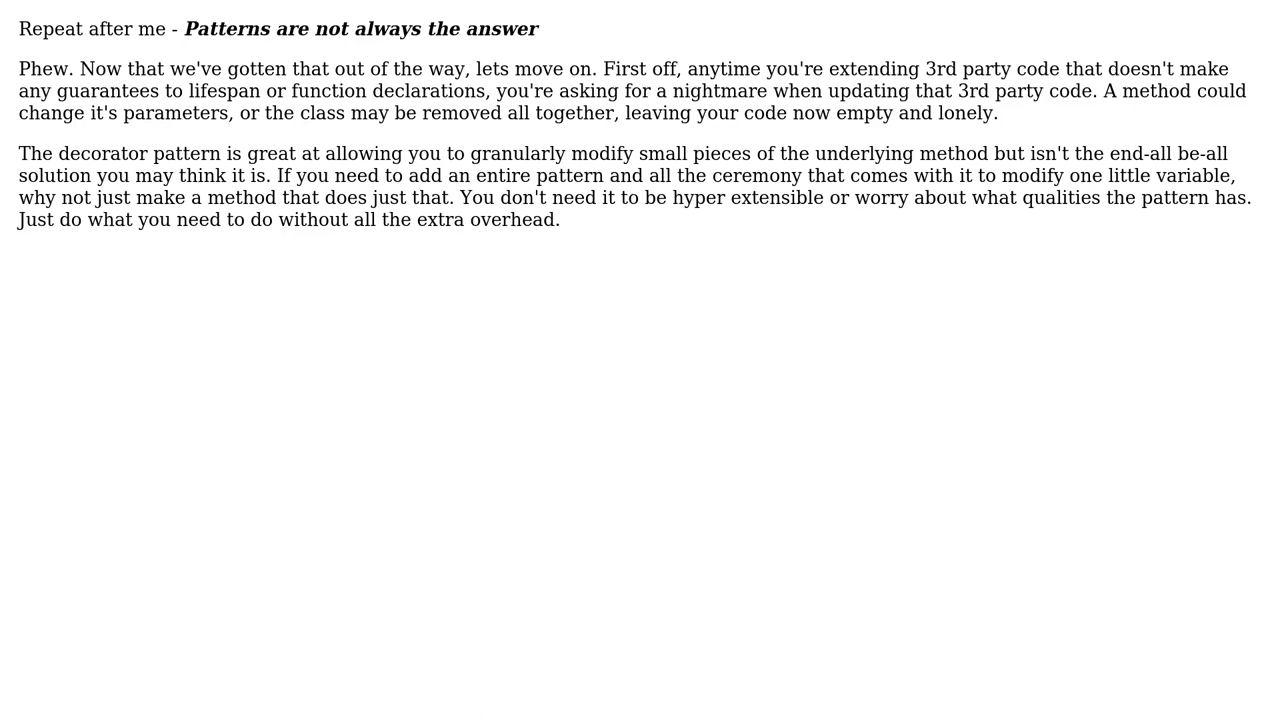 Repeat after me - Patterns are not always the answer
Phew. Now that we've gotten that out of the way, lets move on. First off, anytime you're extending 3rd party code that doesn't make
any guarantees to lifespan or function declarations, you're asking for a nightmare when updating that 3rd party code. A method could
change it's parameters, or the class may be removed all together, leaving your code now empty and lonely.
The decorator pattern is great at allowing you to granularly modify small pieces of the underlying method but isn't the end-all be-all
solution you may think it is. If you need to add an entire pattern and all the ceremony that comes with it to modify one little variable,
why not just make a method that does just that. You don't need it to be hyper extensible or worry about what qualities the pattern has.
Just do what you need to do without all the extra overhead.